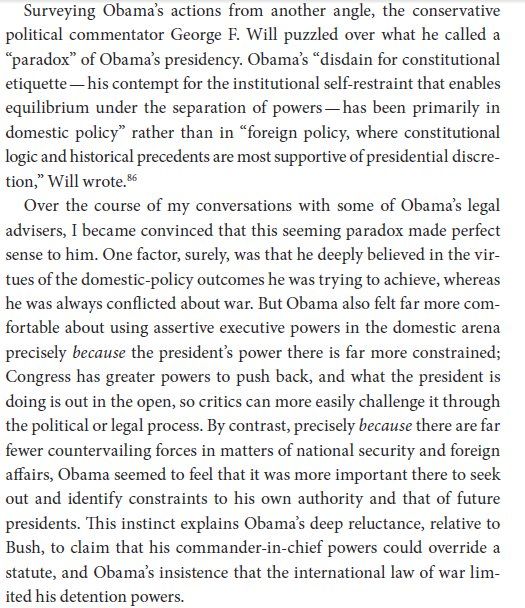 Surveying Obama’s actions from another angle, the conservative
political commentator George F. Will puzzled over what he called a
“paradox” of Obama’s presidency. Obama’s “disdain for constitutional
etiquette—his contempt for the institutional self-restraint that enables
equilibrium under the separation of powers—has been primarily in
domestic policy” rather than in “foreign policy, where constitutional
logic and historical precedents are most supportive of presidential discre-
tion,” Will wrote.86
Over the course of my conversations with some of Obama’s legal
advisers, I became convinced that this seeming paradox made perfect
sense to him. One factor, surely, was that he deeply believed in the vir-
tues of the domestic-policy outcomes he was trying to achieve, whereas
he was always conflicted about war. But Obama also felt far more com-
fortable about using assertive executive powers in the domestic arena
precisely because the president’s power there is far more constrained;
Congress has greater powers to push back, and what the president is
doing is out in the open, so critics can more easily challenge it through
the political or legal process. By contrast, precisely because there are far
fewer countervailing forces in matters of national security and foreign
affairs, Obama seemed to feel that it was more important there to seek
out and identify constraints to his own authority and that of future
presidents. This instinct explains Obama’s deep reluctance, relative to
Bush, to claim that his commander-in-chief powers could override a
statute, and Obama’s insistence that the international law of war lim-
ited his detention powers.